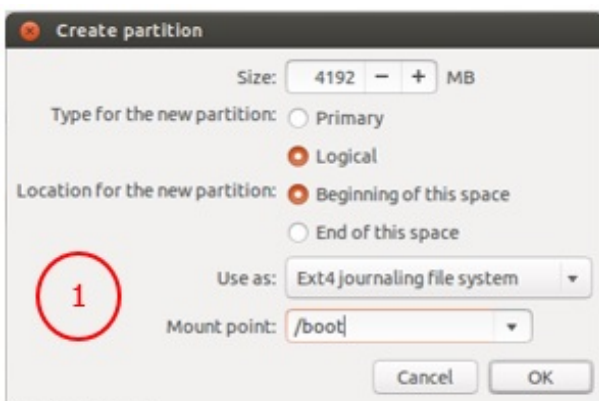 Create partition
Size: 4192 − + MB
Type for the new partition: Primary
Logical
Location for the new partition: Beginning of this space
End of this space
1
Use as: Ext4 journaling file system
Mount point: /boot
Cancel OK